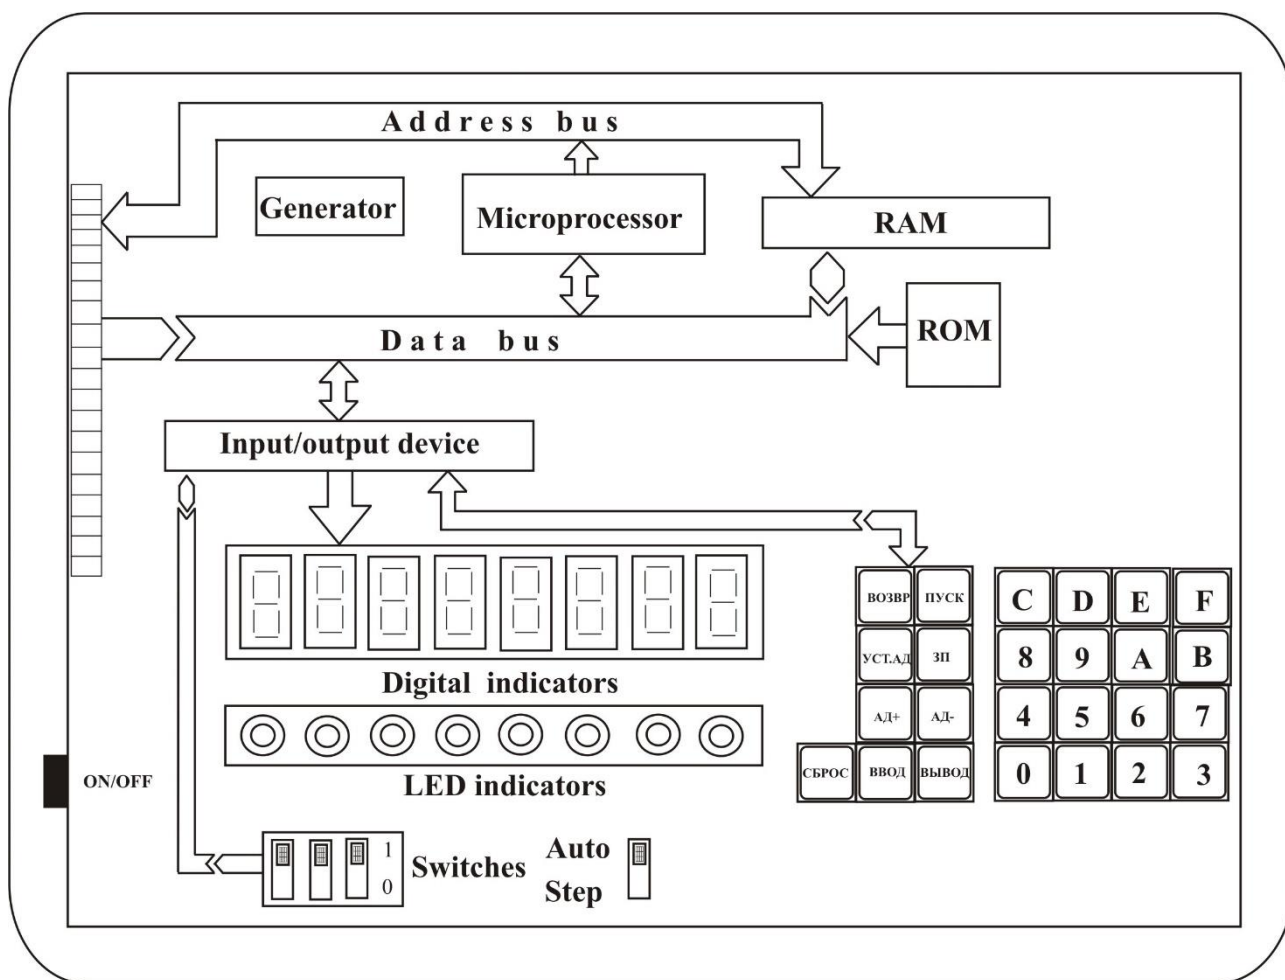 Address bus
Generator
Microprocessor
RAM
Data bus
ROM
Input/output device
ВОЗВР ПУСК C D E F
УСТ.АД ЗП 8 9 A B
Digital indicators
АД+ АД- 4 5 6 7
СБРОС ВВОД ВЫВОД 0 1 2 3
ON/OFF
LED indicators
1
0
Switches
Auto
Step